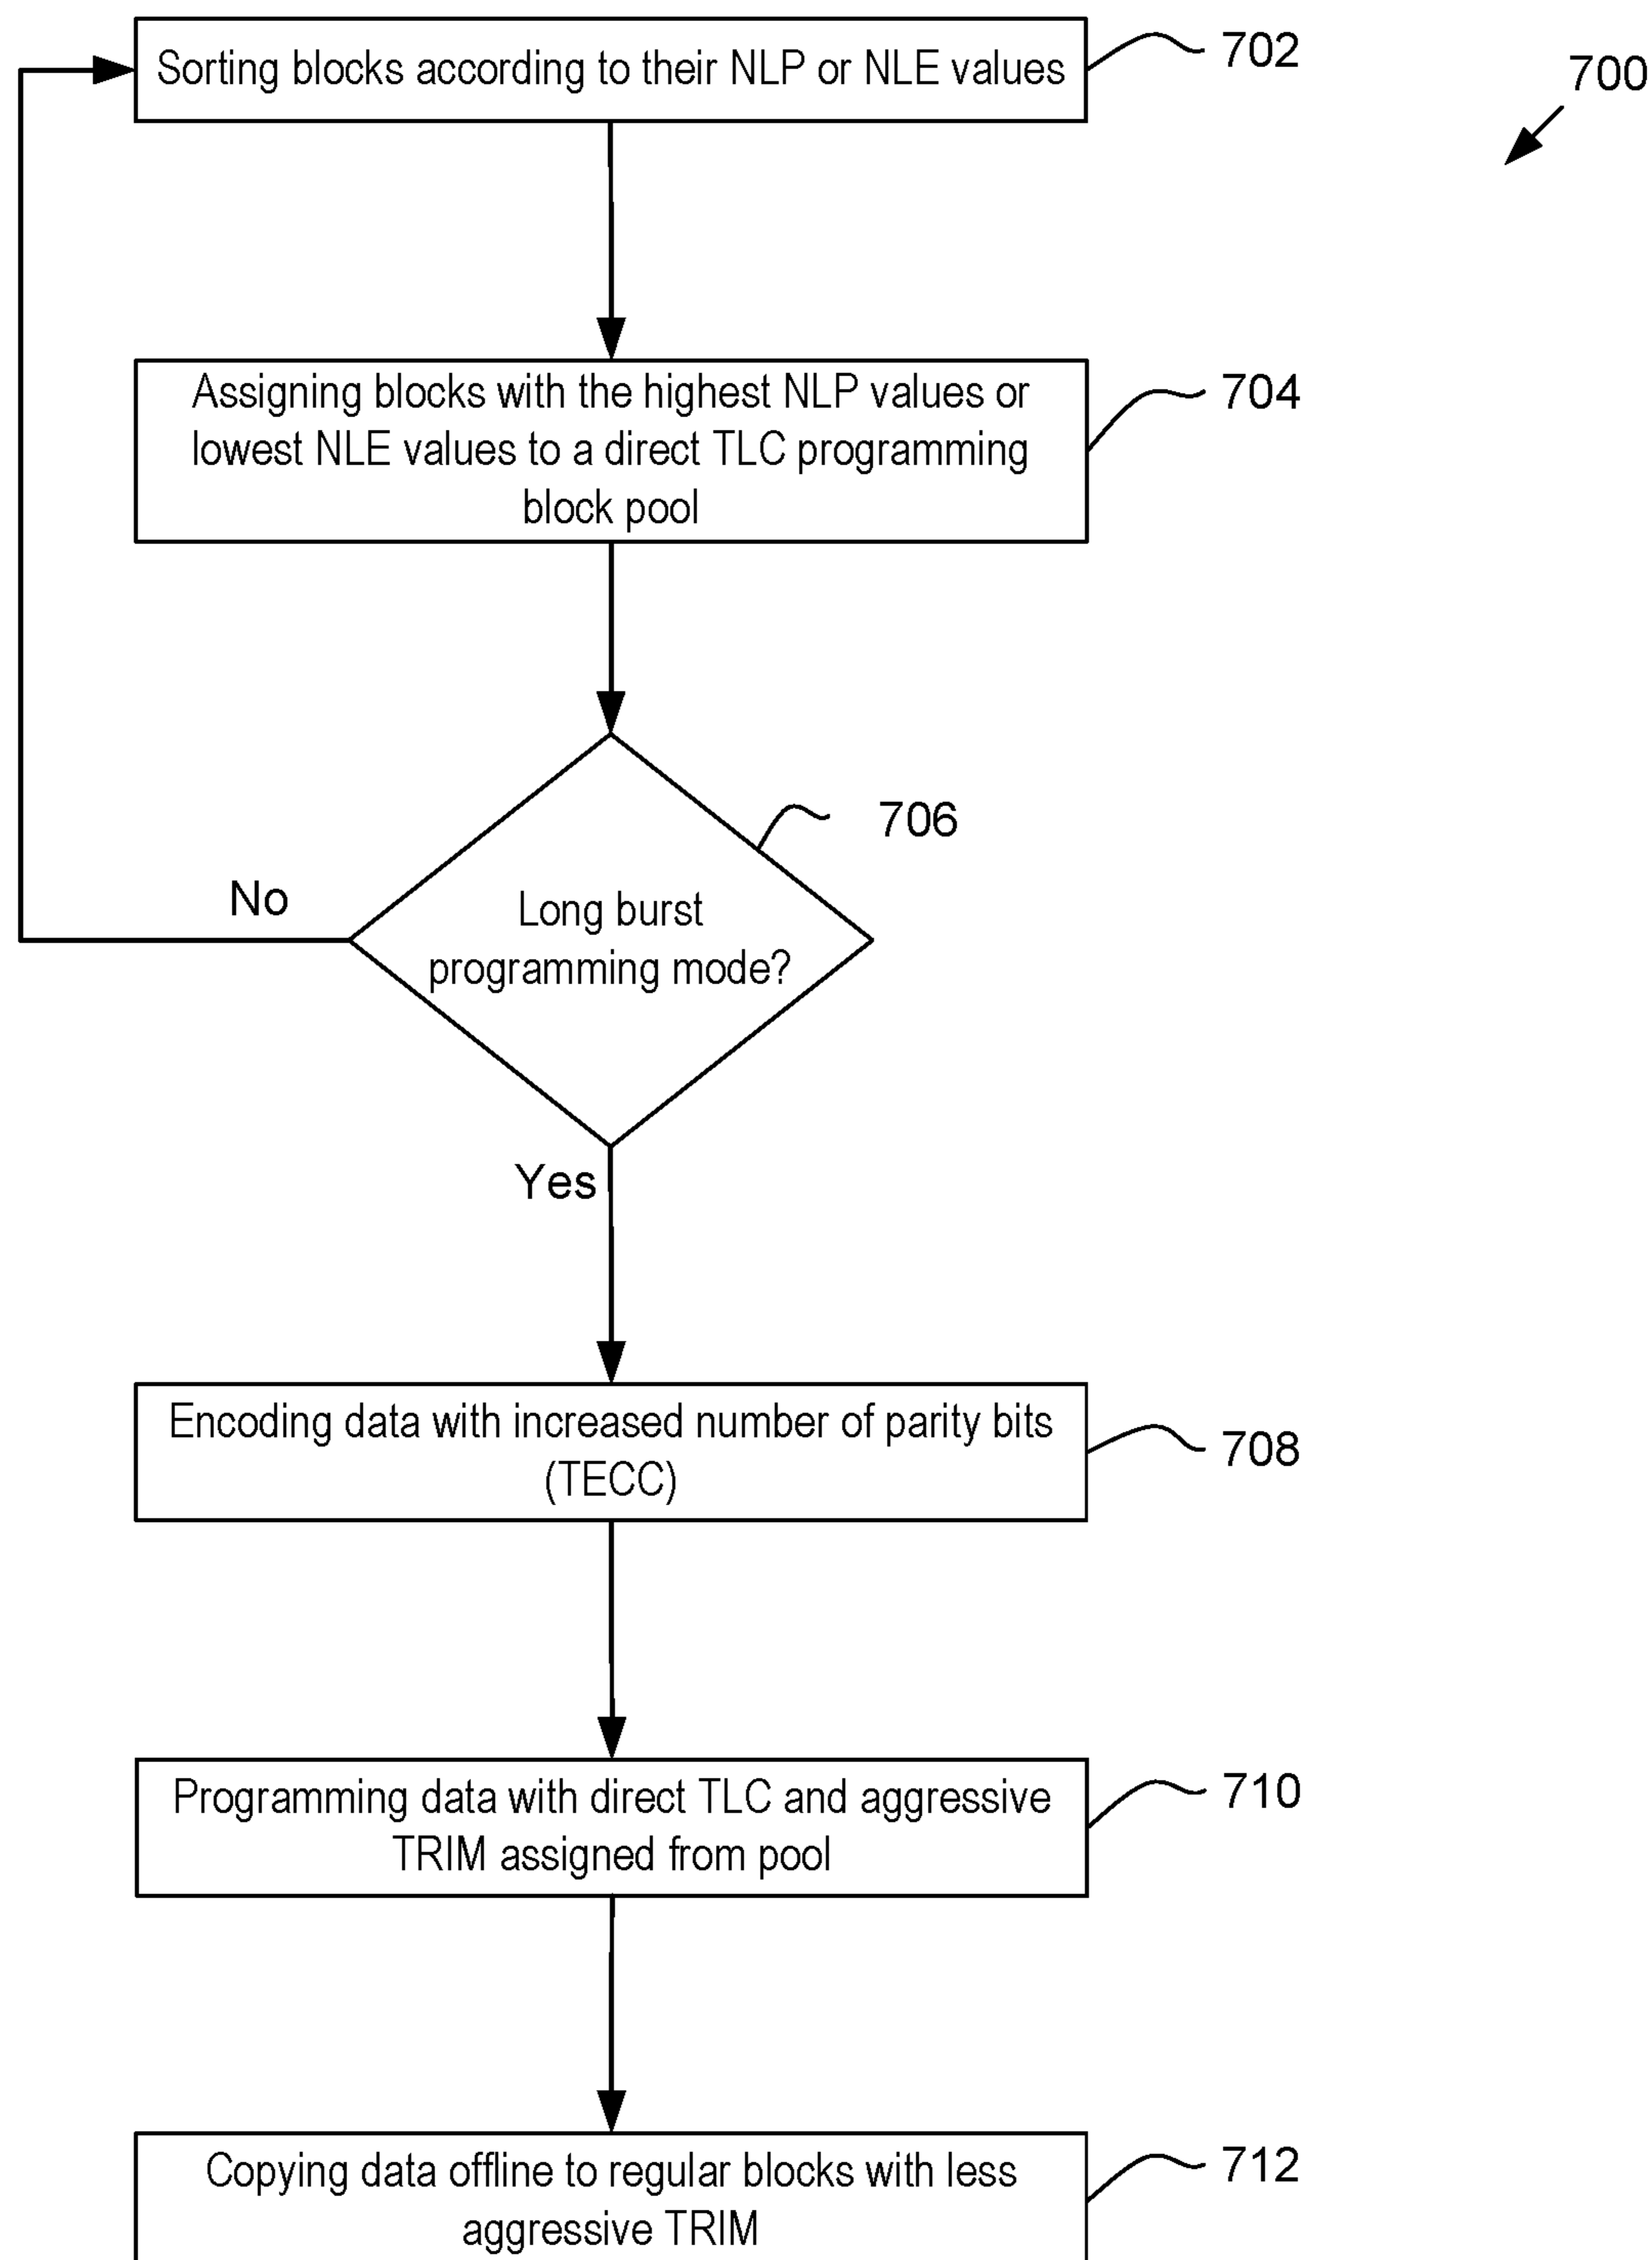 Sorting blocks according to their NLP or NLE values
702
700
Assigning blocks with the highest NLP values or
lowest NLE values to a direct TLC programming
block pool
704
706
No
Long burst
programming mode?
Yes
Encoding data with increased number of parity bits
(TECC)
708
Programming data with direct TLC and aggressive
TRIM assigned from pool
710
Copying data offline to regular blocks with less
aggressive TRIM
712